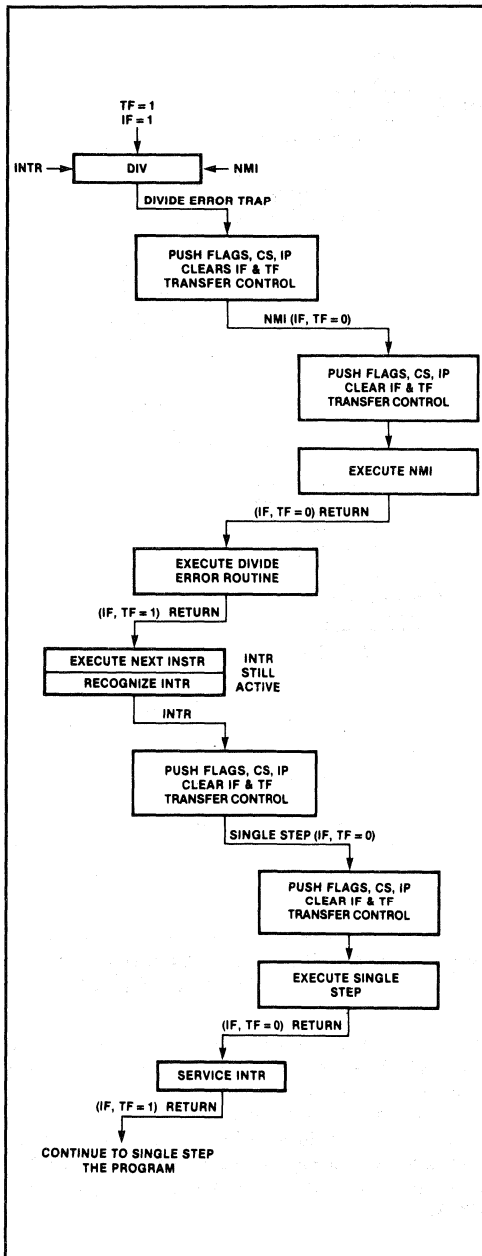 TF = 1
IF = 1
INTR
DIV
NMI
DIVIDE ERROR TRAP
PUSH FLAGS, CS, IP
CLEARS IF & TF
TRANSFER CONTROL
NMI (IF, TF = 0)
PUSH FLAGS, CS, IP
CLEAR IF & TF
TRANSFER CONTROL
EXECUTE NMI
(IF, TF = 0) RETURN
EXECUTE DIVIDE
ERROR ROUTINE
(IF, TF = 1) RETURN
EXECUTE NEXT INSTR
RECOGNIZE INTR
INTR
STILL
ACTIVE
INTR
PUSH FLAGS, CS, IP
CLEAR IF & TF
TRANSFER CONTROL
SINGLE STEP (IF, TF = 0)
PUSH FLAGS, CS, IP
CLEAR IF & TF
TRANSFER CONTROL
EXECUTE SINGLE
STEP
(IF, TF = 0) RETURN
SERVICE INTR
(IF, TF = 1) RETURN
CONTINUE TO SINGLE STEP
THE PROGRAM